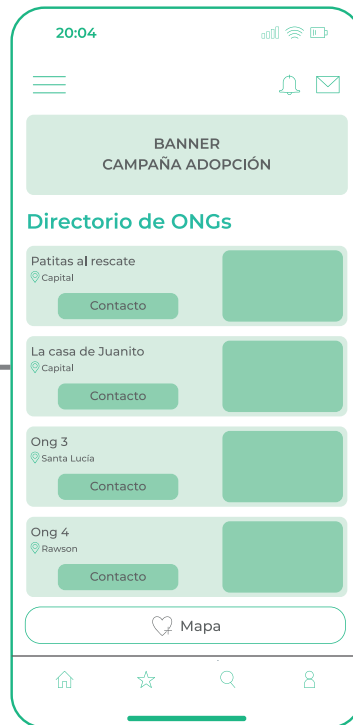 20:04
BANNER
CAMPAÑA ADOPCIÓN
Directorio de ONGs
Patitas al rescate
Capital
Contacto
La casa de Juanito
Capital
Contacto
Ong 3
Santa Lucía
Contacto
Ong 4
Rawson
Contacto
Mapa